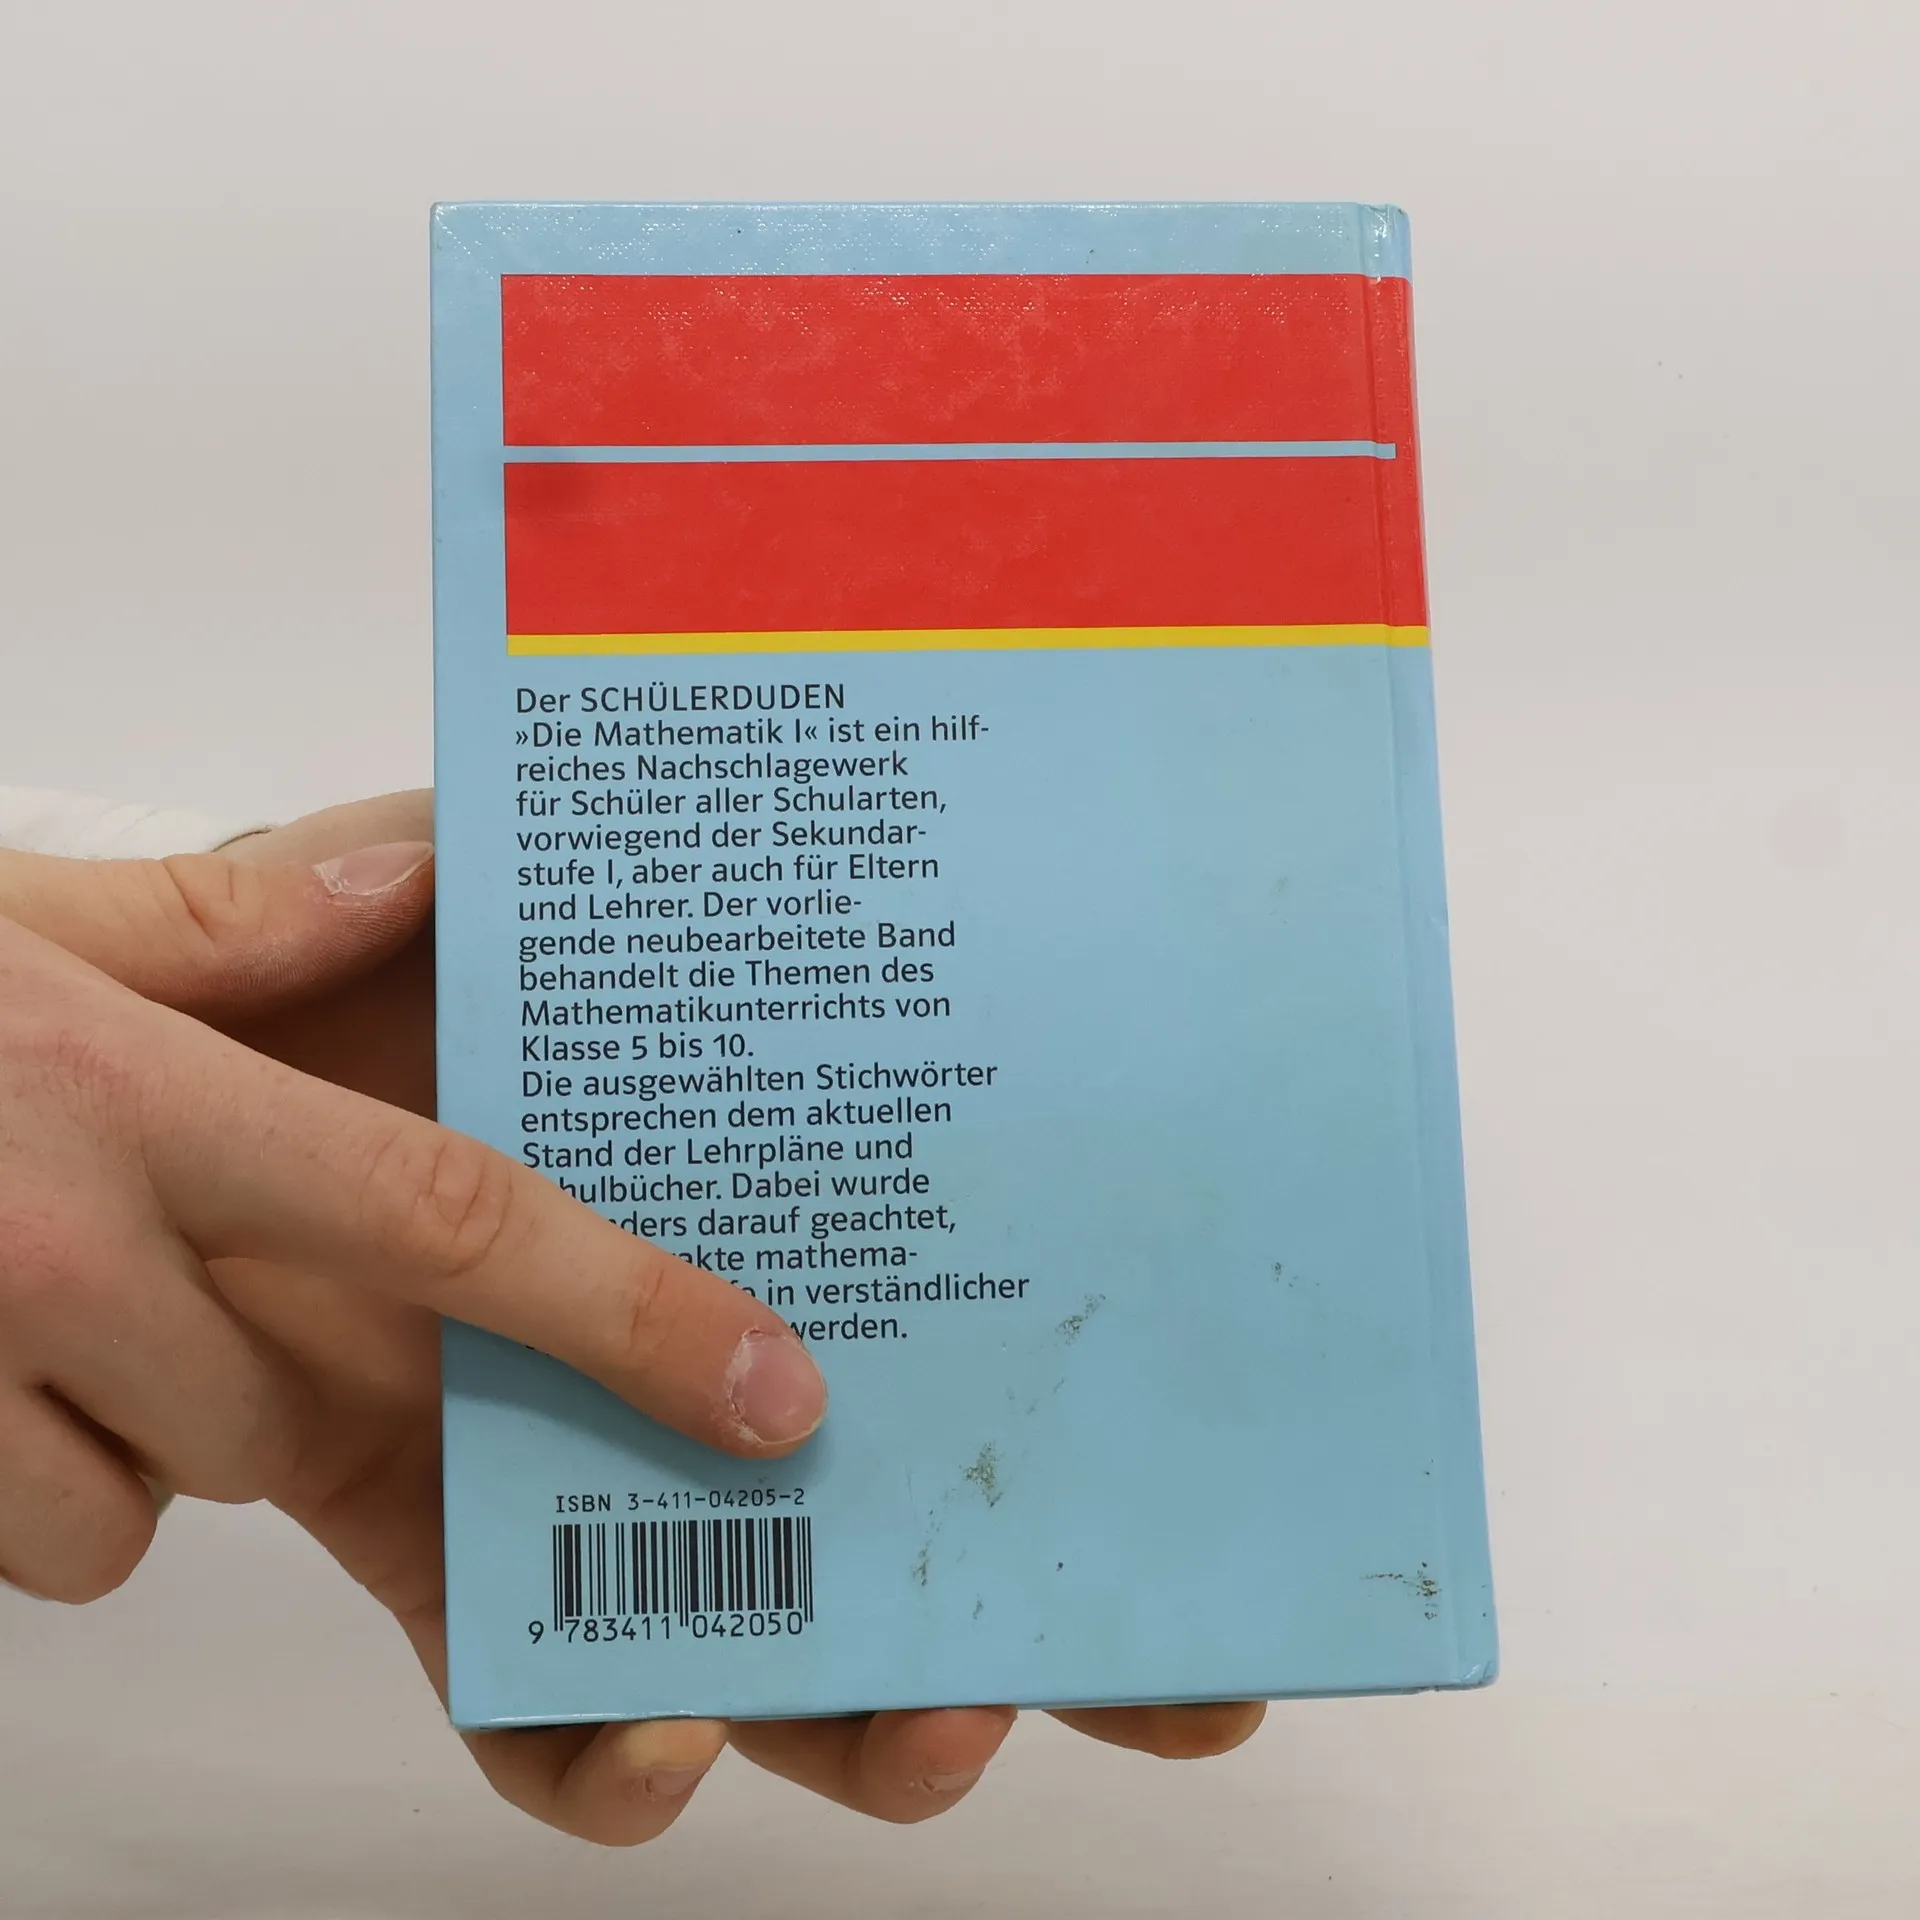 Der SCHÜLERDUDEN
»Die Mathematik I« ist ein hilf-
reiches Nachschlagewerk
für Schüler aller Schularten,
vorwiegend der Sekundar-
stufe I, aber auch für Eltern
und Lehrer. Der vorlie-
gende neubearbeitete Band
behandelt die Themen des
Mathematikunterrichts von
Klasse 5 bis 10.
Die ausgewählten Stichwörter
entsprechen dem aktuellen
Stand der Lehrpläne und
hulbücher. Dabei wurde
ders darauf geachtet,
akte mathema-
in verständlicher
werden.
ISBN 3-411-04205-2
9 783411 042050